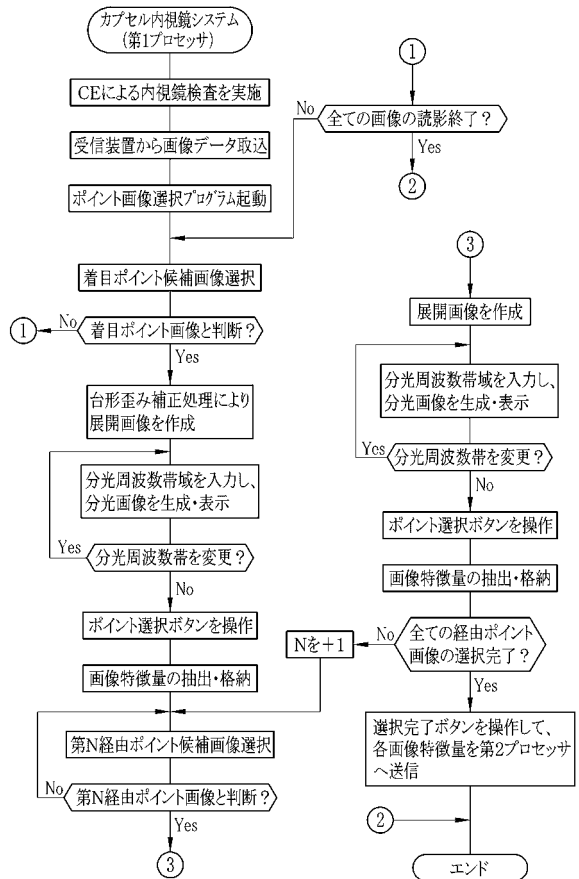 カプセル内視鏡システム
(第1プロセッサ)
CEによる内視鏡検査を実施
受信装置から画像データ取込
ポイント画像選択プログラム起動
着目ポイント候補画像選択
1
No
着目ポイント画像と判断?
Yes
台形歪み補正処理により
展開画像を作成
分光周波数帯域を入力し、
分光画像を生成・表示
Yes
分光周波数帯を変更?
No
ポイント選択ボタンを操作
画像特徴量の抽出・格納
第N経由ポイント候補画像選択
No
第N経由ポイント画像と判断?
Yes
3
1
No
全ての画像の読影終了?
Yes
2
3
展開画像を作成
分光周波数帯域を入力し、
分光画像を生成・表示
Yes
分光周波数帯を変更?
No
ポイント選択ボタンを操作
画像特徴量の抽出・格納
Nを+1
No
全ての経由ポイント
画像の選択完了?
Yes
選択完了ボタンを操作して、
各画像特徴量を第2プロセッサ
へ送信
2
エンド